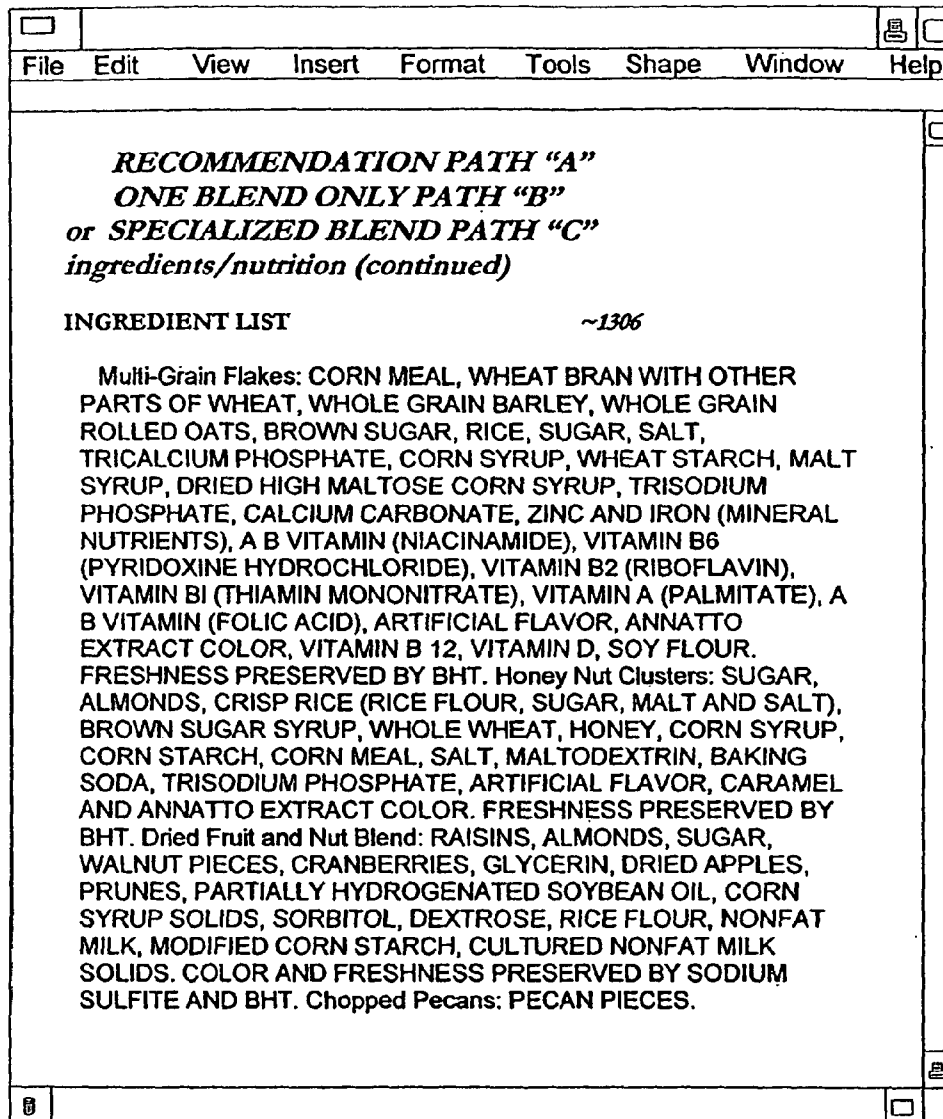 File Edit View Insert Format Tools Shape Window Help
RECOMMENDATION PATH “A”
ONE BLEND ONLY PATH “B”
or SPECIALIZED BLEND PATH “C”
ingredients/nutrition (continued)
INGREDIENT LIST ~1306
Multi-Grain Flakes: CORN MEAL, WHEAT BRAN WITH OTHER
PARTS OF WHEAT, WHOLE GRAIN BARLEY, WHOLE GRAIN
ROLLED OATS, BROWN SUGAR, RICE, SUGAR, SALT,
TRICALCIUM PHOSPHATE, CORN SYRUP, WHEAT STARCH, MALT
SYRUP, DRIED HIGH MALTOSE CORN SYRUP, TRISODIUM
PHOSPHATE, CALCIUM CARBONATE, ZINC AND IRON (MINERAL
NUTRIENTS), A B VITAMIN (NIACINAMIDE), VITAMIN B6
(PYRIDOXINE HYDROCHLORIDE), VITAMIN B2 (RIBOFLAVIN),
VITAMIN BI (THIAMIN MONONITRATE), VITAMIN A (PALMITATE), A
B VITAMIN (FOLIC ACID), ARTIFICIAL FLAVOR, ANNATTO
EXTRACT COLOR, VITAMIN B 12, VITAMIN D, SOY FLOUR.
FRESHNESS PRESERVED BY BHT. Honey Nut Clusters: SUGAR,
ALMONDS, CRISP RICE (RICE FLOUR, SUGAR, MALT AND SALT),
BROWN SUGAR SYRUP, WHOLE WHEAT, HONEY, CORN SYRUP,
CORN STARCH, CORN MEAL, SALT, MALTODEXTRIN, BAKING
SODA, TRISODIUM PHOSPHATE, ARTIFICIAL FLAVOR, CARAMEL
AND ANNATTO EXTRACT COLOR. FRESHNESS PRESERVED BY
BHT. Dried Fruit and Nut Blend: RAISINS, ALMONDS, SUGAR,
WALNUT PIECES, CRANBERRIES, GLYCERIN, DRIED APPLES,
PRUNES, PARTIALLY HYDROGENATED SOYBEAN OIL, CORN
SYRUP SOLIDS, SORBITOL, DEXTROSE, RICE FLOUR, NONFAT
MILK, MODIFIED CORN STARCH, CULTURED NONFAT MILK
SOLIDS. COLOR AND FRESHNESS PRESERVED BY SODIUM
SULFITE AND BHT. Chopped Pecans: PECAN PIECES.